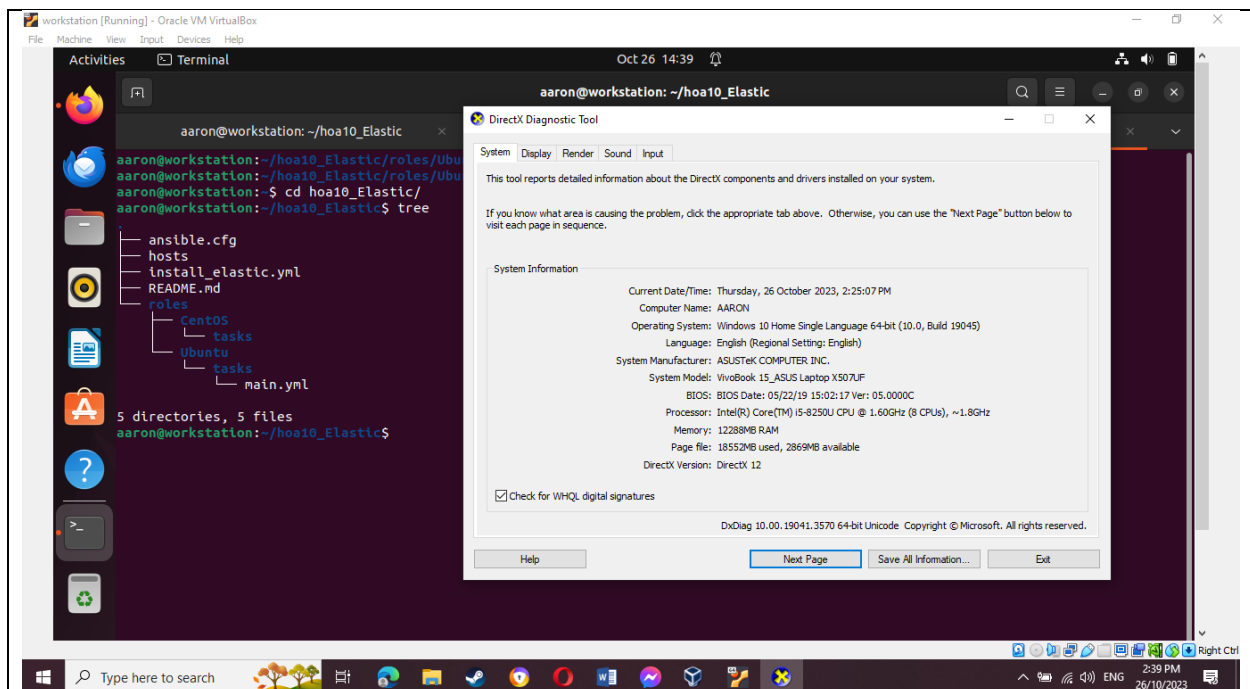 workstation [Running] - Oracle VM VirtualBox
File Machine View Input Devices Help
Activities Terminal Oct 26 14:39
aaron@workstation: ~/hoa10_Elastic
aaron@workstation: ~/hoa10_Elastic
aaron@workstation:~/hoa10_Elastic/roles/Ubu
aaron@workstation:~/hoa10_Elastic/roles/Ubu
aaron@workstation:~$ cd hoa10_Elastic/
aaron@workstation:~/hoa10_Elastic$ tree
.
├── ansible.cfg
├── hosts
├── install_elastic.yml
├── README.md
└── roles
    ├── CentOS
    │   └── tasks
    └── Ubuntu
        └── tasks
            └── main.yml
5 directories, 5 files
aaron@workstation:~/hoa10_Elastic$
DirectX Diagnostic Tool
System Display Render Sound Input
This tool reports detailed information about the DirectX components and drivers installed on your system.
If you know what area is causing the problem, click the appropriate tab above. Otherwise, you can use the "Next Page" button below to
visit each page in sequence.
System Information
Current Date/Time: Thursday, 26 October 2023, 2:25:07 PM
Computer Name: AARON
Operating System: Windows 10 Home Single Language 64-bit (10.0, Build 19045)
Language: English (Regional Setting: English)
System Manufacturer: ASUSTeK COMPUTER INC.
System Model: VivoBook 15_ASUS Laptop X507UF
BIOS: BIOS Date: 05/22/19 15:02:17 Ver: 05.0000C
Processor: Intel(R) Core(TM) i5-8250U CPU @ 1.60GHz (8 CPUs), ~1.8GHz
Memory: 12288MB RAM
Page file: 18552MB used, 2869MB available
DirectX Version: DirectX 12
Check for WHQL digital signatures
DxDiag 10.00.19041.3570 64-bit Unicode Copyright © Microsoft. All rights reserved.
Help Next Page Save All Information... Exit
Right Ctrl
Type here to search
ENG
2:39 PM
26/10/2023